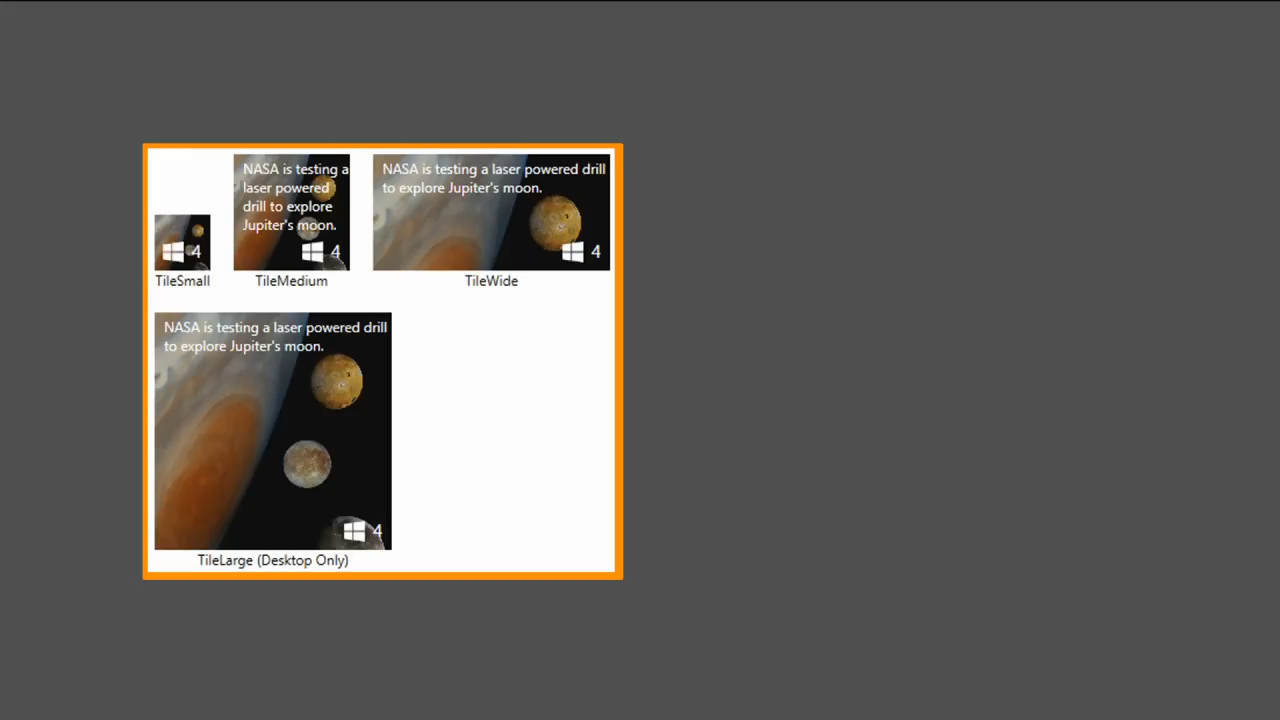 NASA is testing a
laser powered
drill to explore
Jupiter's moon.
NASA is testing a laser powered drill
to explore Jupiter's moon.
4
4
4
TileSmall
TileMedium
TileWide
NASA is testing a laser powered drill
to explore Jupiter's moon.
4
TileLarge (Desktop Only)